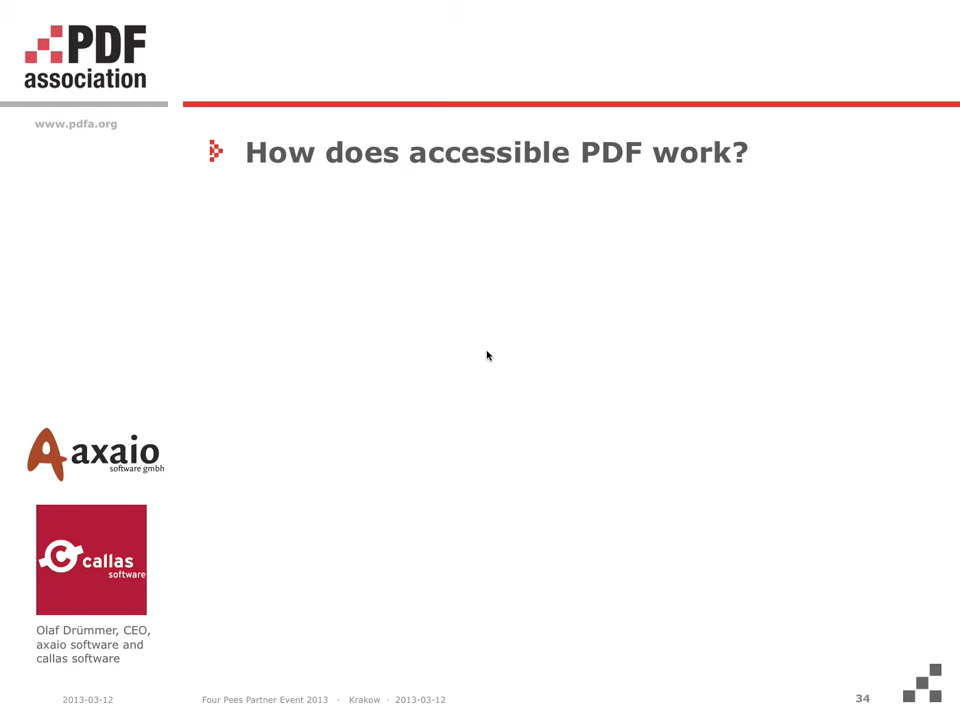 PDF
association
www.pdfa.org
How does accessible PDF work?
axaio
software gmbh
callas
software
Olaf Drümmer, CEO,
axaio software and
callas software
2013-03-12 Four Pees Partner Event 2013 · Krakow · 2013-03-12 34